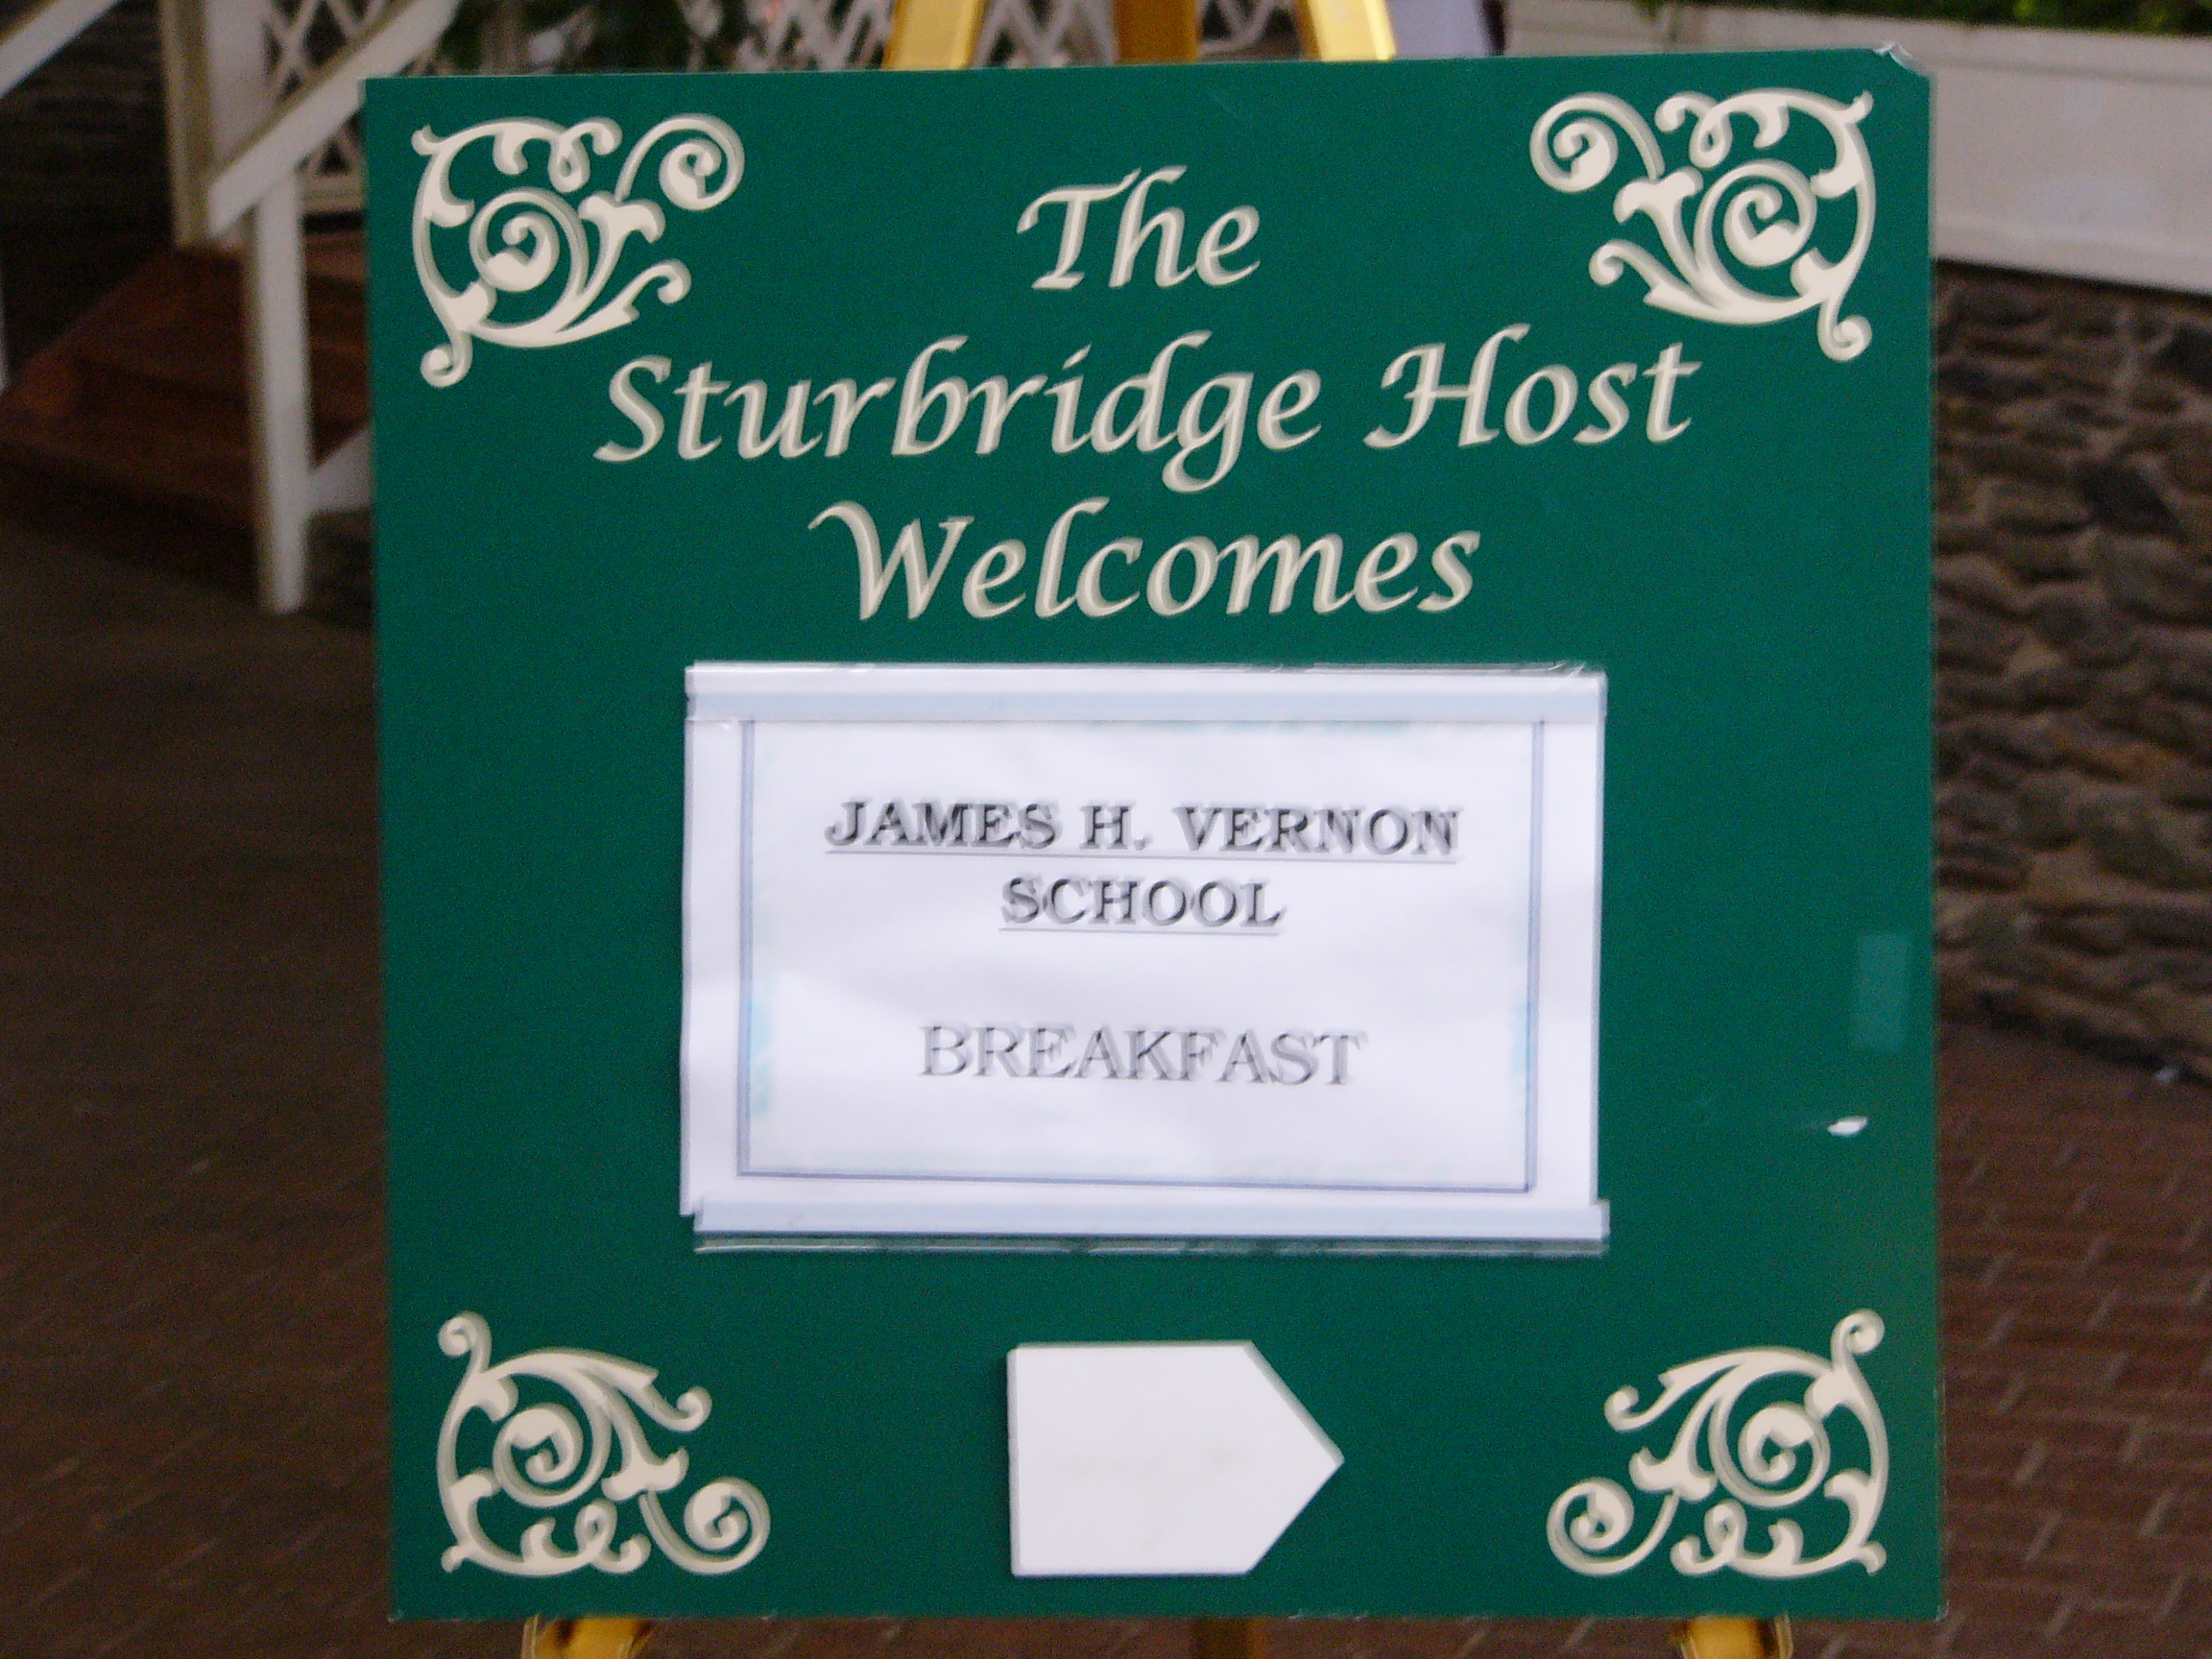 The
Sturbridge Host
Welcomes
JAMES H. VERNON
SCHOOL
BREAKFAST